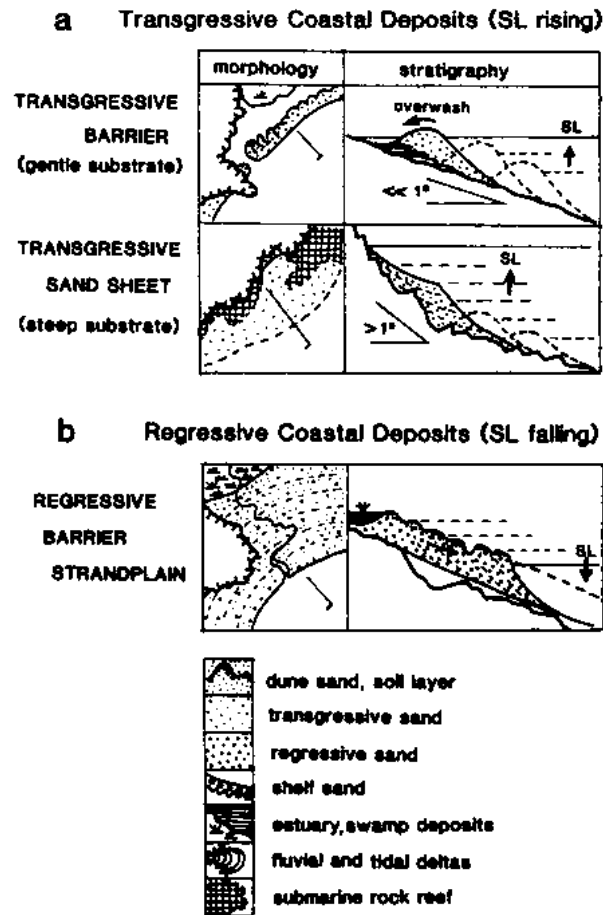 a Transgressive Coastal Deposits (SL rising)
morphology stratigraphy
TRANSGRESSIVE
BARRIER
(gentle substrate)
overwash
SL
<< 1°
TRANSGRESSIVE
SAND SHEET
(steep substrate)
SL
> 1°
b Regressive Coastal Deposits (SL falling)
REGRESSIVE
BARRIER
STRANDPLAIN
SL
dune sand, soil layer
transgressive sand
regressive sand
shelf sand
estuary, swamp deposits
fluvial and tidal deltas
submarine rock reef